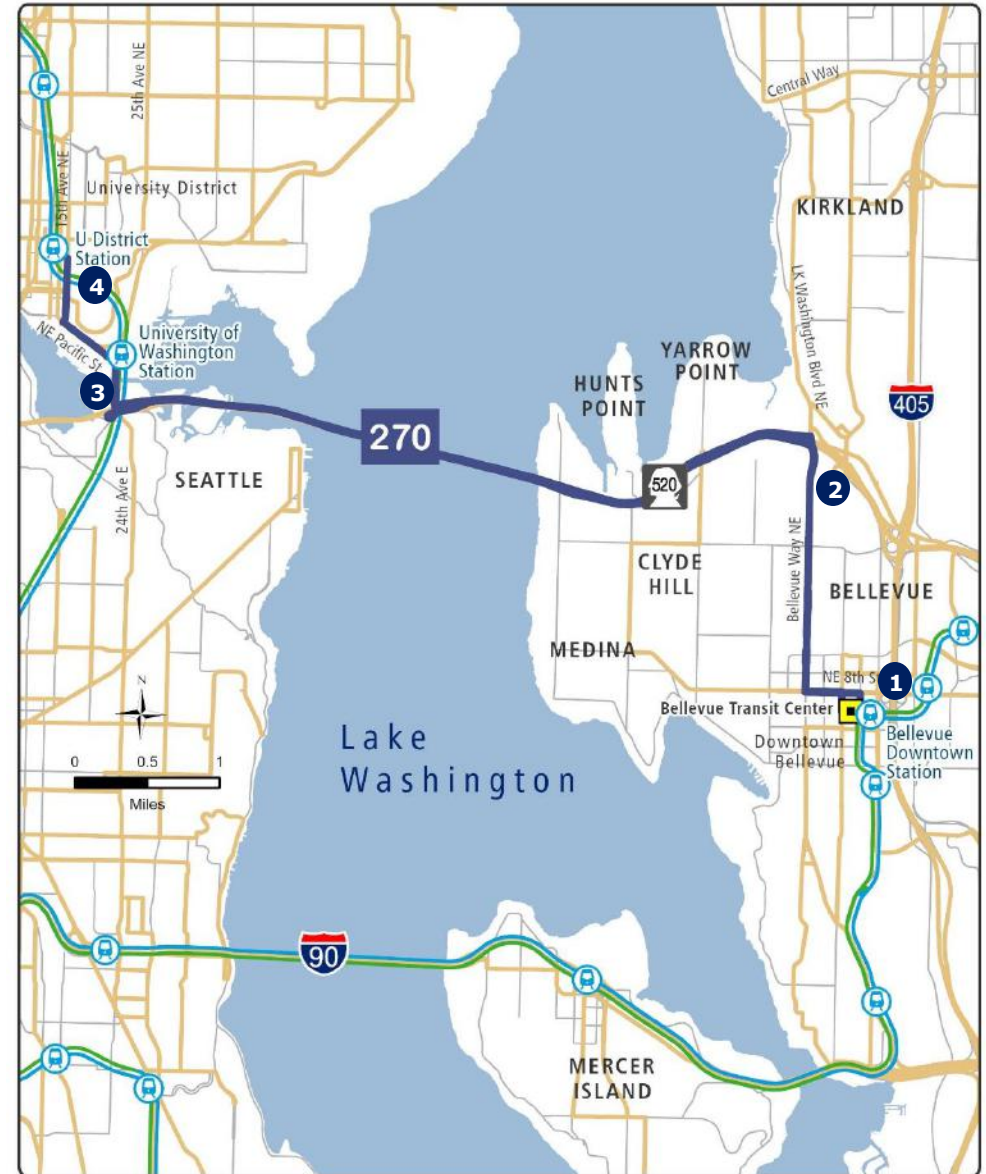 25th Ave NE
Central Way
15th Ave NE
University District
KIRKLAND
U District
Station
4
LK Washington Blvd NE
NE Pacific St
University of
Washington
Station
YARROW
POINT
HUNTS
POINT
3
405
270
SEATTLE
24th Ave E
520
2
Bellevue Way NE
CLYDE
HILL
BELLEVUE
MEDINA
NE 8th S
1
N
Bellevue Transit Center
Downtown
Bellevue
Bellevue
Downtown
Station
Lake
Washington
0 0.5 1
Miles
90
MERCER
ISLAND